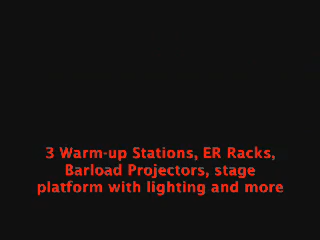 3 Warm-up Stations, ER Racks,
Barload Projectors, stage
platform with lighting and more